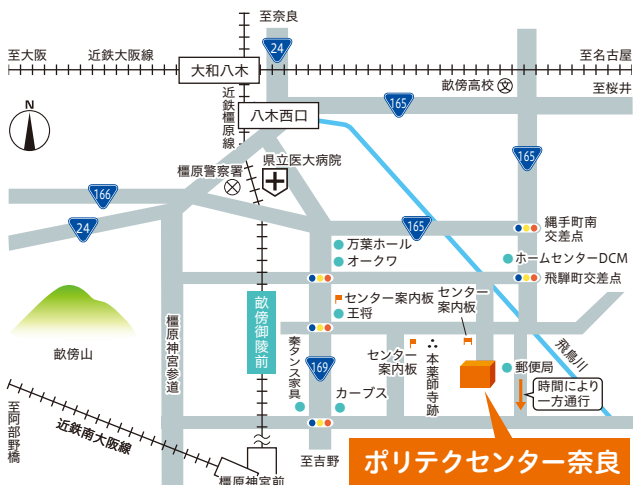 至奈良
24
至大阪
近鉄大阪線
大和八木
至名古屋
畝傍高校
文
至桜井
N
近鉄橿原線
八木西口
165
165
県立医大病院
橿原警察署
166
24
165
縄手町南
交差点
万葉ホール
オークワ
ホームセンターDCM
飛騨町交差点
センター案内板
王将
センター
案内板
畝傍御陵前
橿原神宮参道
畝傍山
秦タンス家具
169
センター
案内板
本薬師寺跡
飛鳥川
郵便局
時間により
一方通行
カーブス
至阿部野橋
近鉄南大阪線
至吉野
橿原神宮前
ポリテクセンター奈良